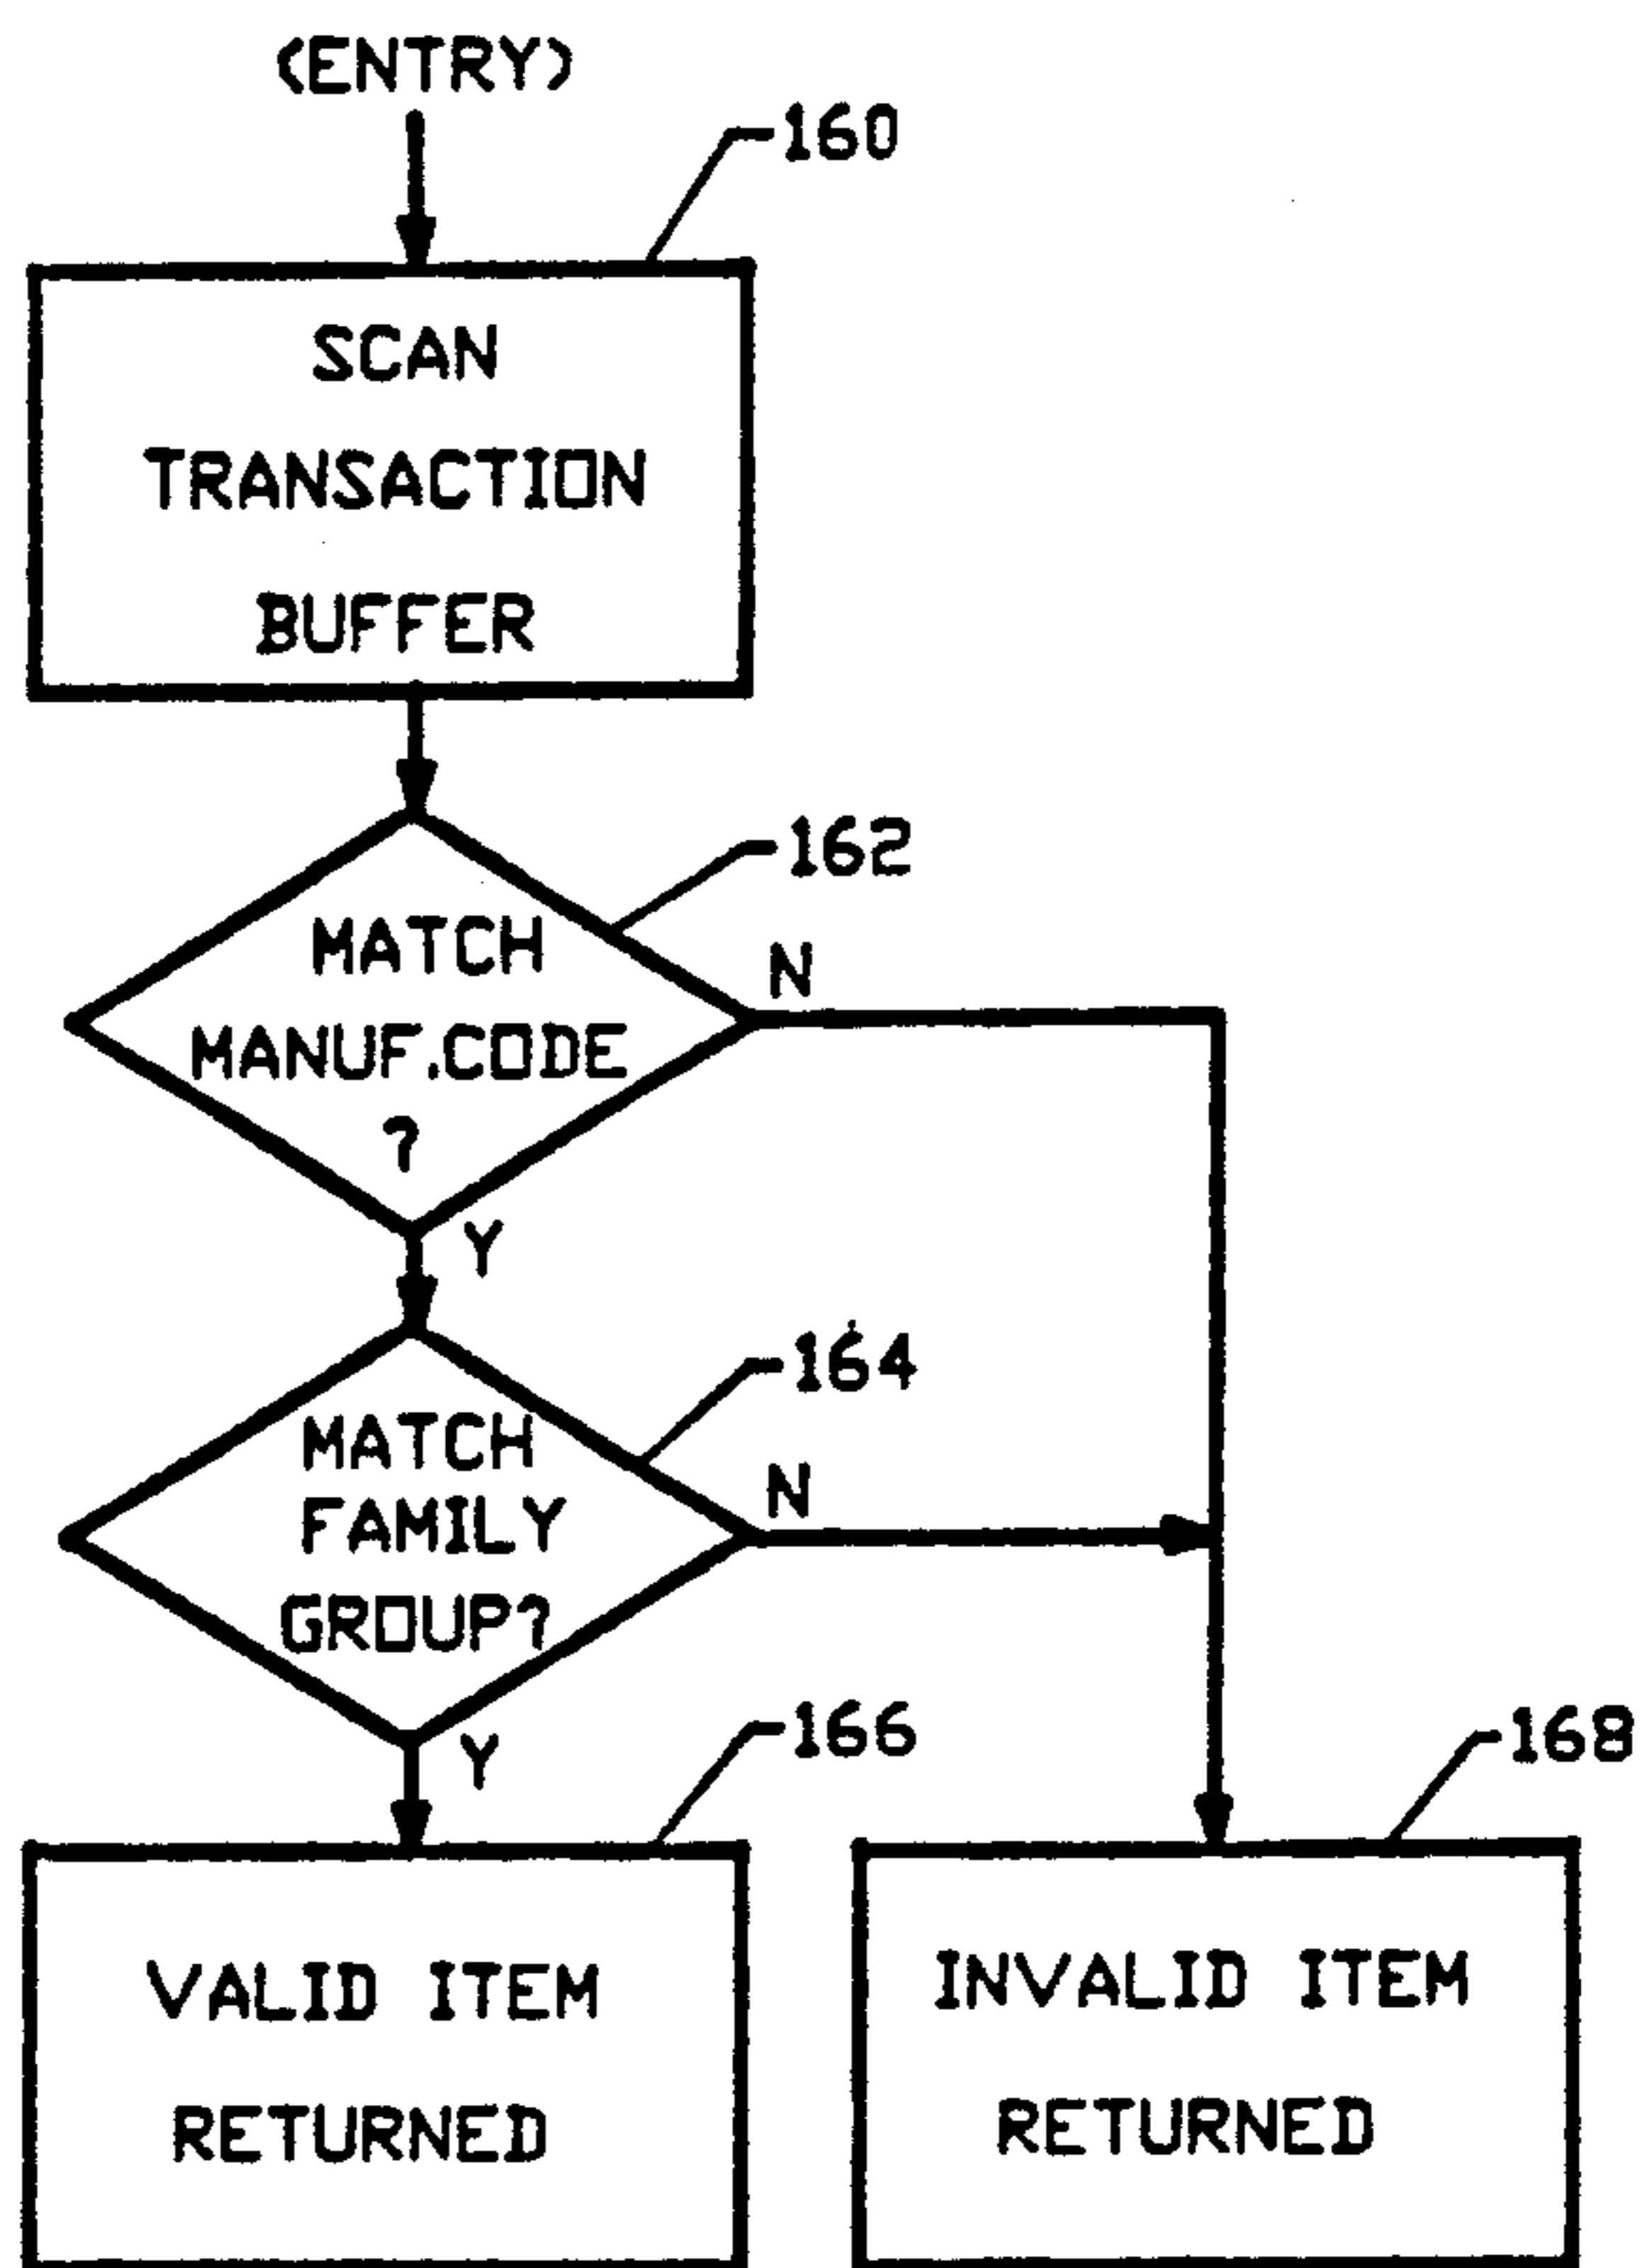 (ENTRY)
160
SCAN
TRANSACTION
BUFFER
162
MATCH
N
MANUF.CODE
?
Y
164
MATCH
N
FAMILY
GROUP?
Y
166
168
VALID ITEM
RETURNED
INVALID ITEM
RETURNED